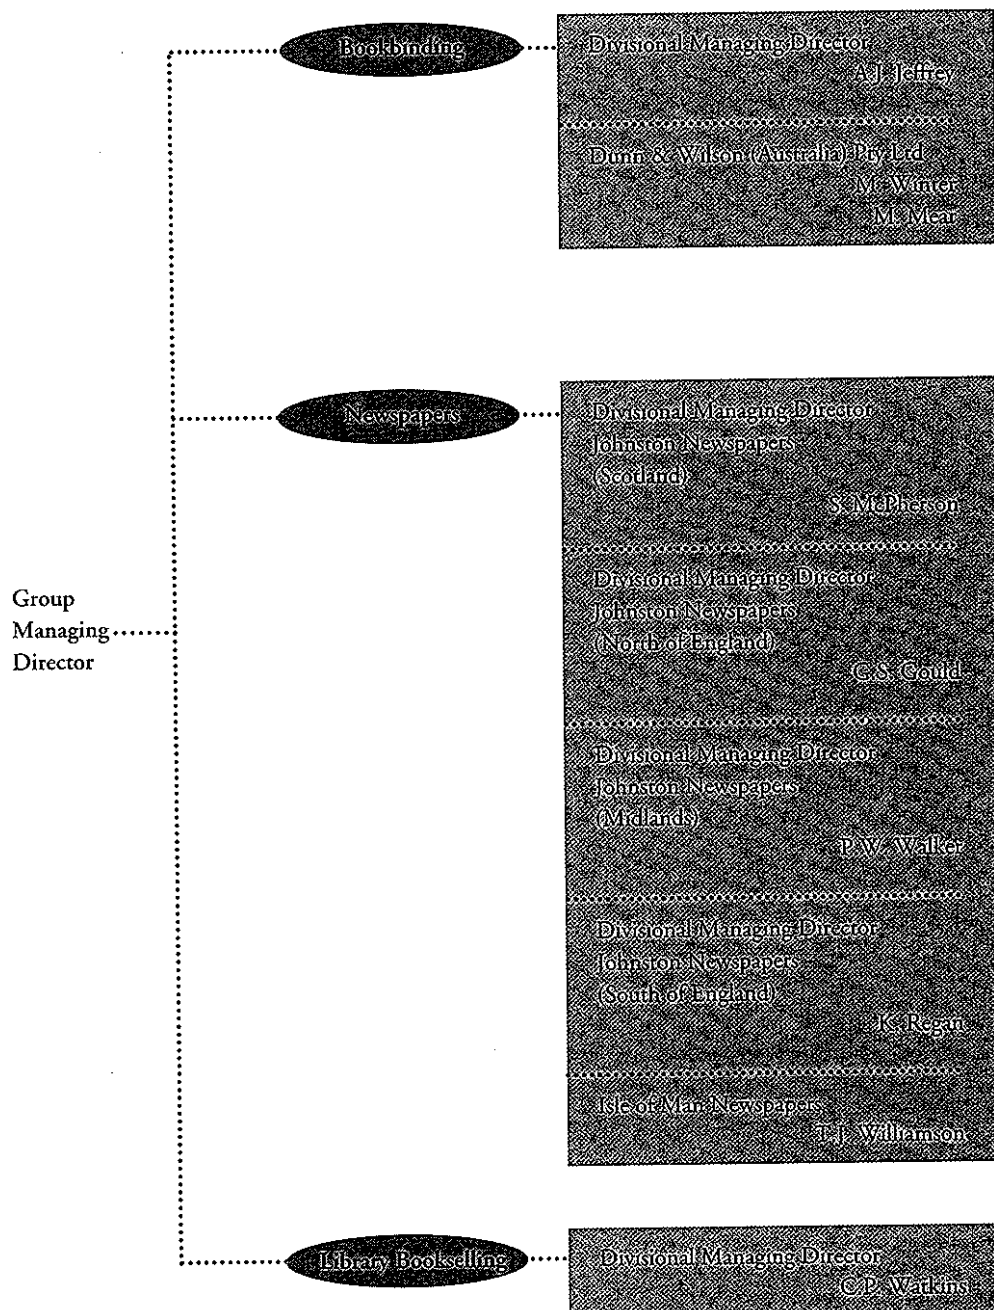 Bookbinding
Divisional Managing Director
A.J. Jeffrey
Dunn & Wilson (Australia) Pty Ltd
M. Winter
M. Mear
Newspapers
Divisional Managing Director
Johnston Newspapers
(Scotland)
S. McPherson
Divisional Managing Director
Johnston Newspapers
(North of England)
G.S. Gould
Divisional Managing Director
Johnston Newspapers
(Midlands)
P.W. Walker
Divisional Managing Director
Johnston Newspapers
(South of England)
K. Regan
Isle of Man Newspapers
T.J. Williamson
Group
Managing
Director
Library Bookselling
Divisional Managing Director
C.P. Watkins